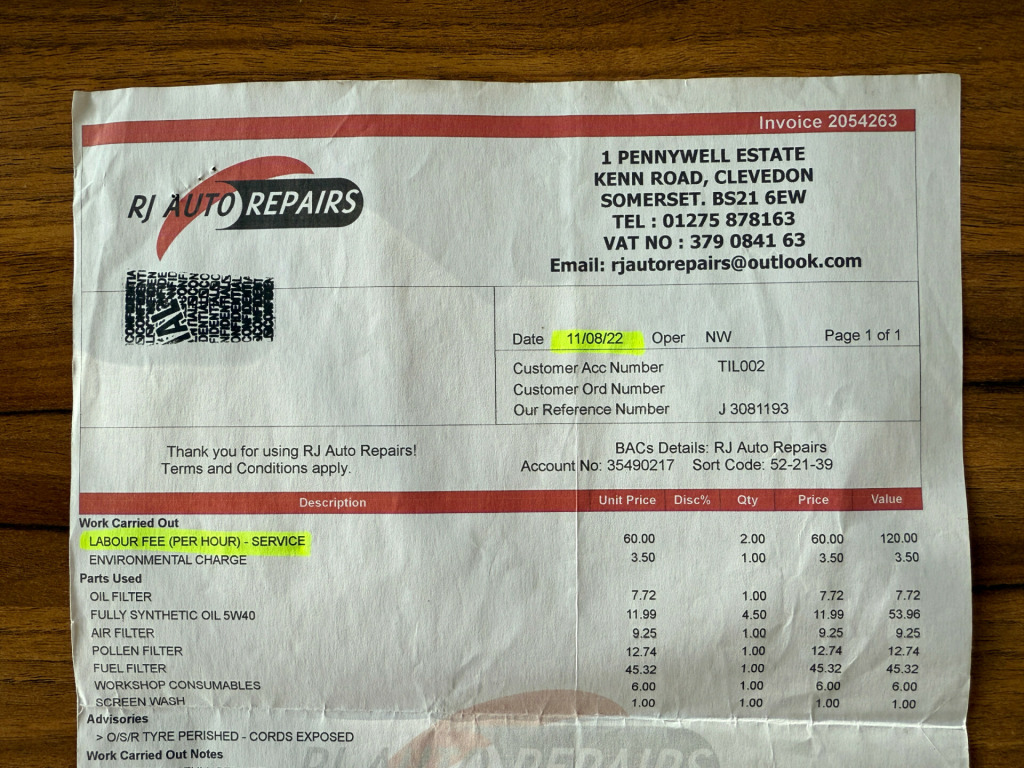 Invoice 2054263
RJ AUTO REPAIRS
1 PENNYWELL ESTATE
KENN ROAD, CLEVEDON
SOMERSET. BS21 6EW
TEL : 01275 878163
VAT NO : 379 0841 63
Email: rjautorepairs@outlook.com
Date 11/08/22 Oper NW Page 1 of 1
Customer Acc Number TIL002
Customer Ord Number
Our Reference Number J 3081193
Thank you for using RJ Auto Repairs!
Terms and Conditions apply.
BACs Details: RJ Auto Repairs
Account No: 35490217 Sort Code: 52-21-39
Description Unit Price Disc% Qty Price Value
Work Carried Out
LABOUR FEE (PER HOUR) - SERVICE 60.00 2.00 60.00 120.00
ENVIRONMENTAL CHARGE 3.50 1.00 3.50 3.50
Parts Used
OIL FILTER 7.72 1.00 7.72 7.72
FULLY SYNTHETIC OIL 5W40 11.99 4.50 11.99 53.96
AIR FILTER 9.25 1.00 9.25 9.25
POLLEN FILTER 12.74 1.00 12.74 12.74
FUEL FILTER 45.32 1.00 45.32 45.32
WORKSHOP CONSUMABLES 6.00 1.00 6.00 6.00
SCREEN WASH 1.00 1.00 1.00 1.00
Advisories
> O/S/R TYRE PERISHED - CORDS EXPOSED
Work Carried Out Notes